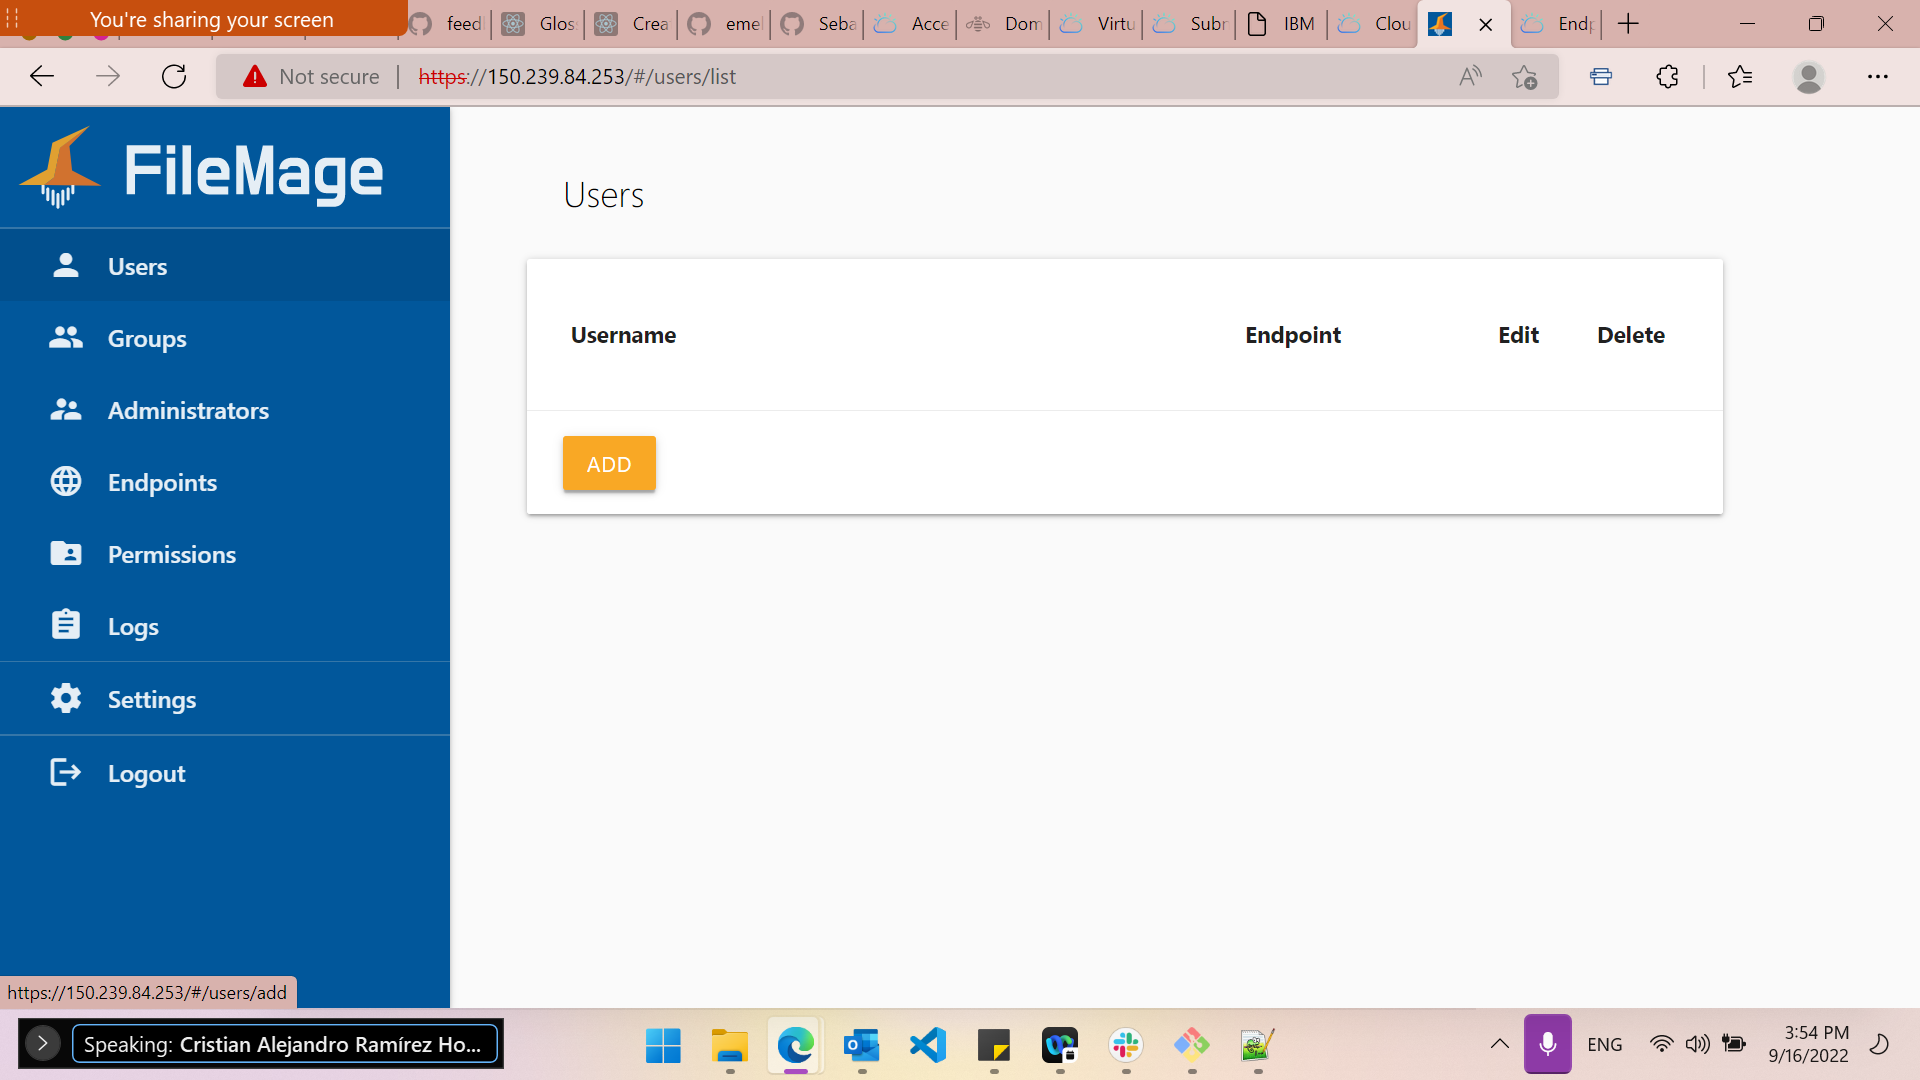 You're sharing your screen
feedl
Glos
Crea
emel
Seba
Acce
Dom
Virtu
Subn
IBM
Clou
Endp
Not secure
https://150.239.84.253/#/users/list
FileMage
Users
Groups
Administrators
Endpoints
Permissions
Logs
Settings
Logout
Users
Username Endpoint Edit Delete
ADD
https://150.239.84.253/#/users/add
Speaking: Cristian Alejandro Ramírez Ho...
ENG
3:54 PM
9/16/2022